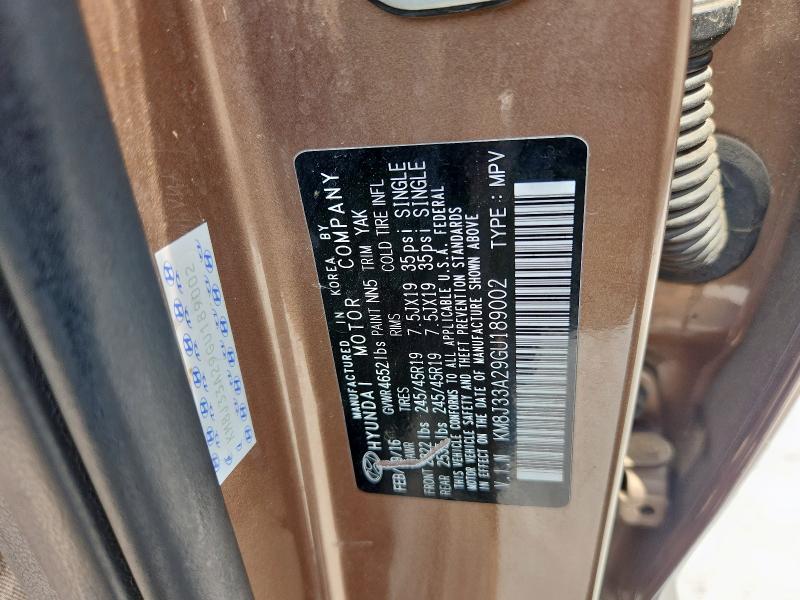 MANUFACTURED IN KOREA BY
HYUNDAI MOTOR COMPANY
GVWR 4652 lbs PAINT NN5 TRIM YAK
TIRES RIMS COLD TIRE INFL
FRONT lbs 245/45R19 7.5JX19 35psi SINGLE
REAR lbs 245/45R19 7.5JX19 35psi SINGLE
THIS VEHICLE CONFORMS TO ALL APPLICABLE U.S.A. FEDERAL
MOTOR VEHICLE SAFETY AND THEFT PREVENTION STANDARDS
IN EFFECT ON THE DATE OF MANUFACTURE SHOWN ABOVE
V.I.N KM8J33A29GU189002 TYPE : MPV
KM8J33A29GU189002